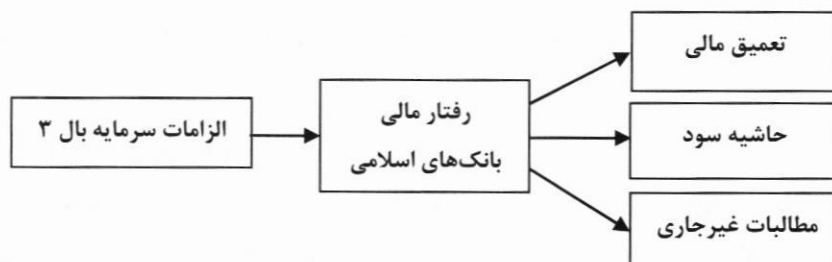 الزامات سرمایه بال ۳
رفتار مالی
بانک‌های اسلامی
تعمیق مالی
حاشیه سود
مطالبات غیرجاری